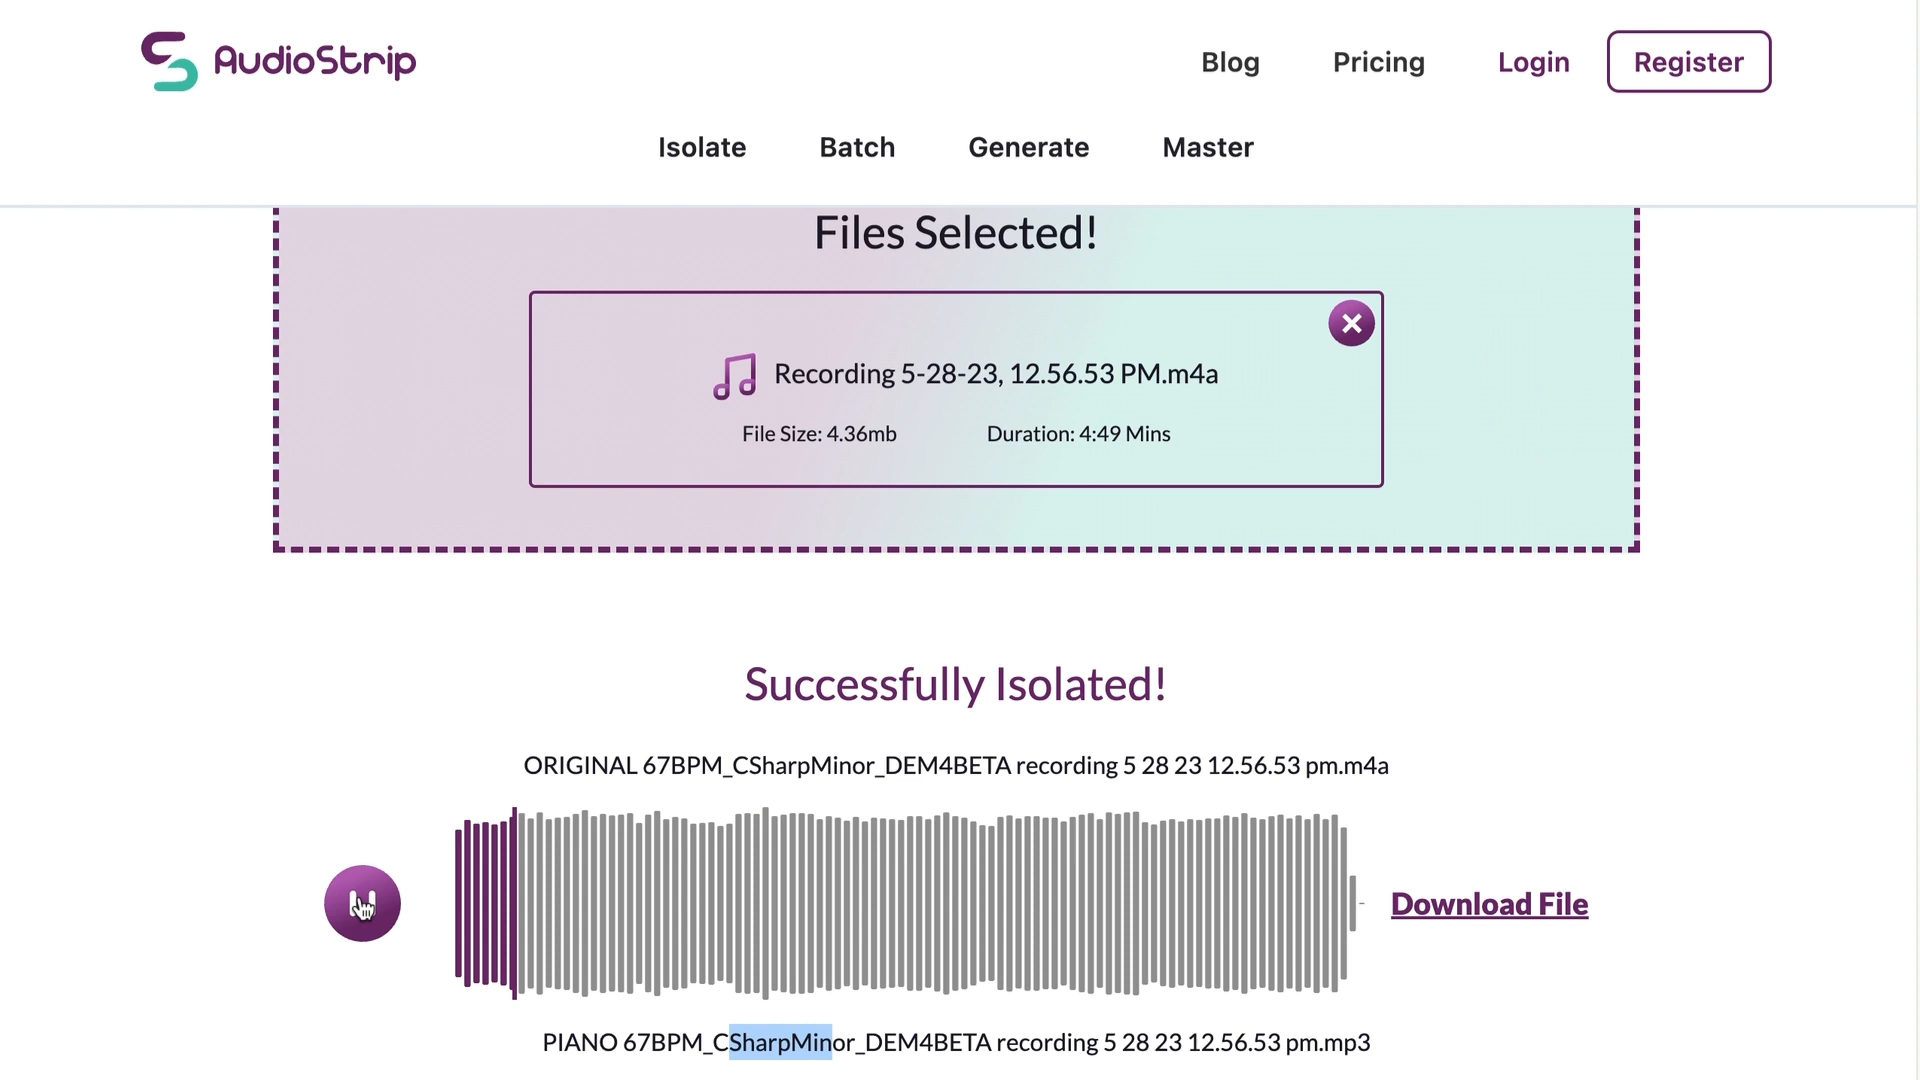 AudioStrip
Blog Pricing Login Register
Isolate Batch Generate Master
Files Selected!
Recording 5-28-23, 12.56.53 PM.m4a
File Size: 4.36mb Duration: 4:49 Mins
Successfully Isolated!
ORIGINAL 67BPM_CSharpMinor_DEM4BETA recording 5 28 23 12.56.53 pm.m4a
Download File
PIANO 67BPM_CSharpMinor_DEM4BETA recording 5 28 23 12.56.53 pm.mp3